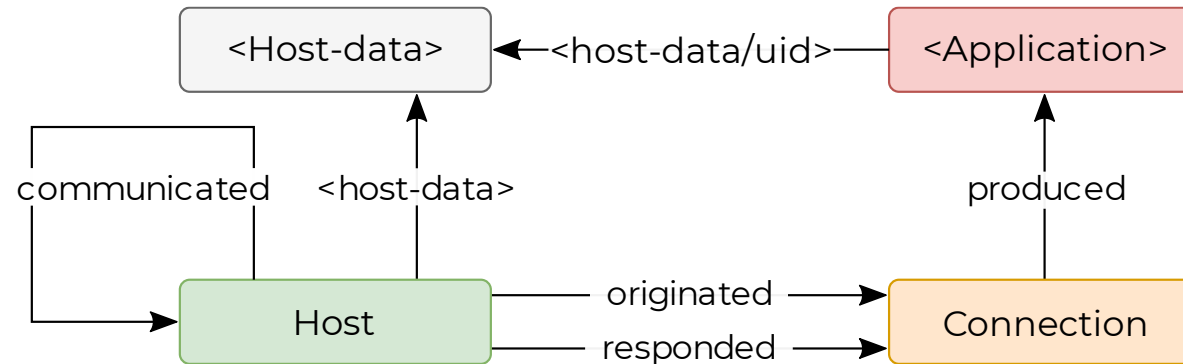 <Host-data>
<host-data/uid>
<Application>
communicated
<host-data>
produced
originated
Host
Connection
responded